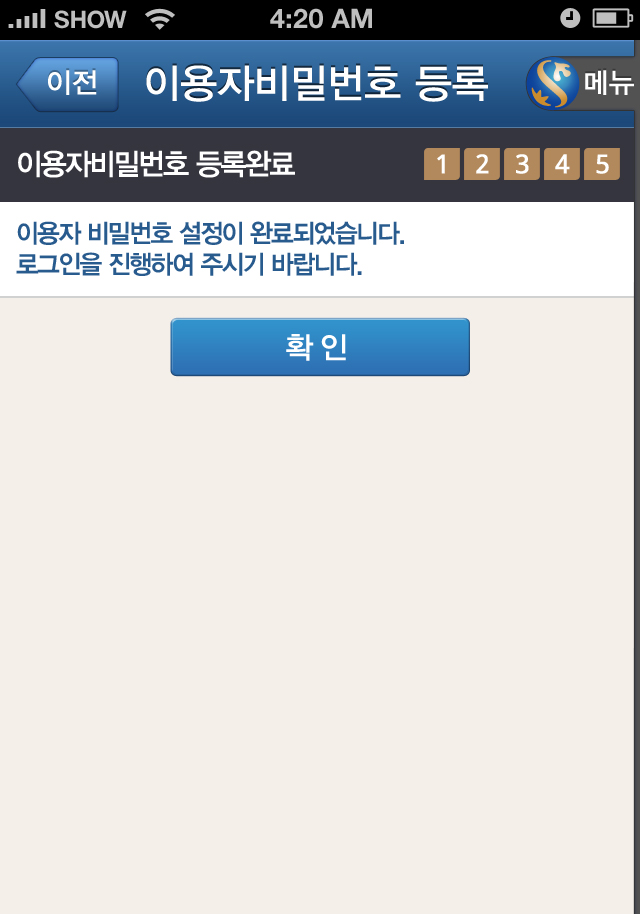 SHOW 4:20 AM
이전 이용자비밀번호 등록 메뉴
이용자비밀번호 등록완료 1 2 3 4 5
이용자 비밀번호 설정이 완료되었습니다.
로그인을 진행하여 주시기 바랍니다.
확인